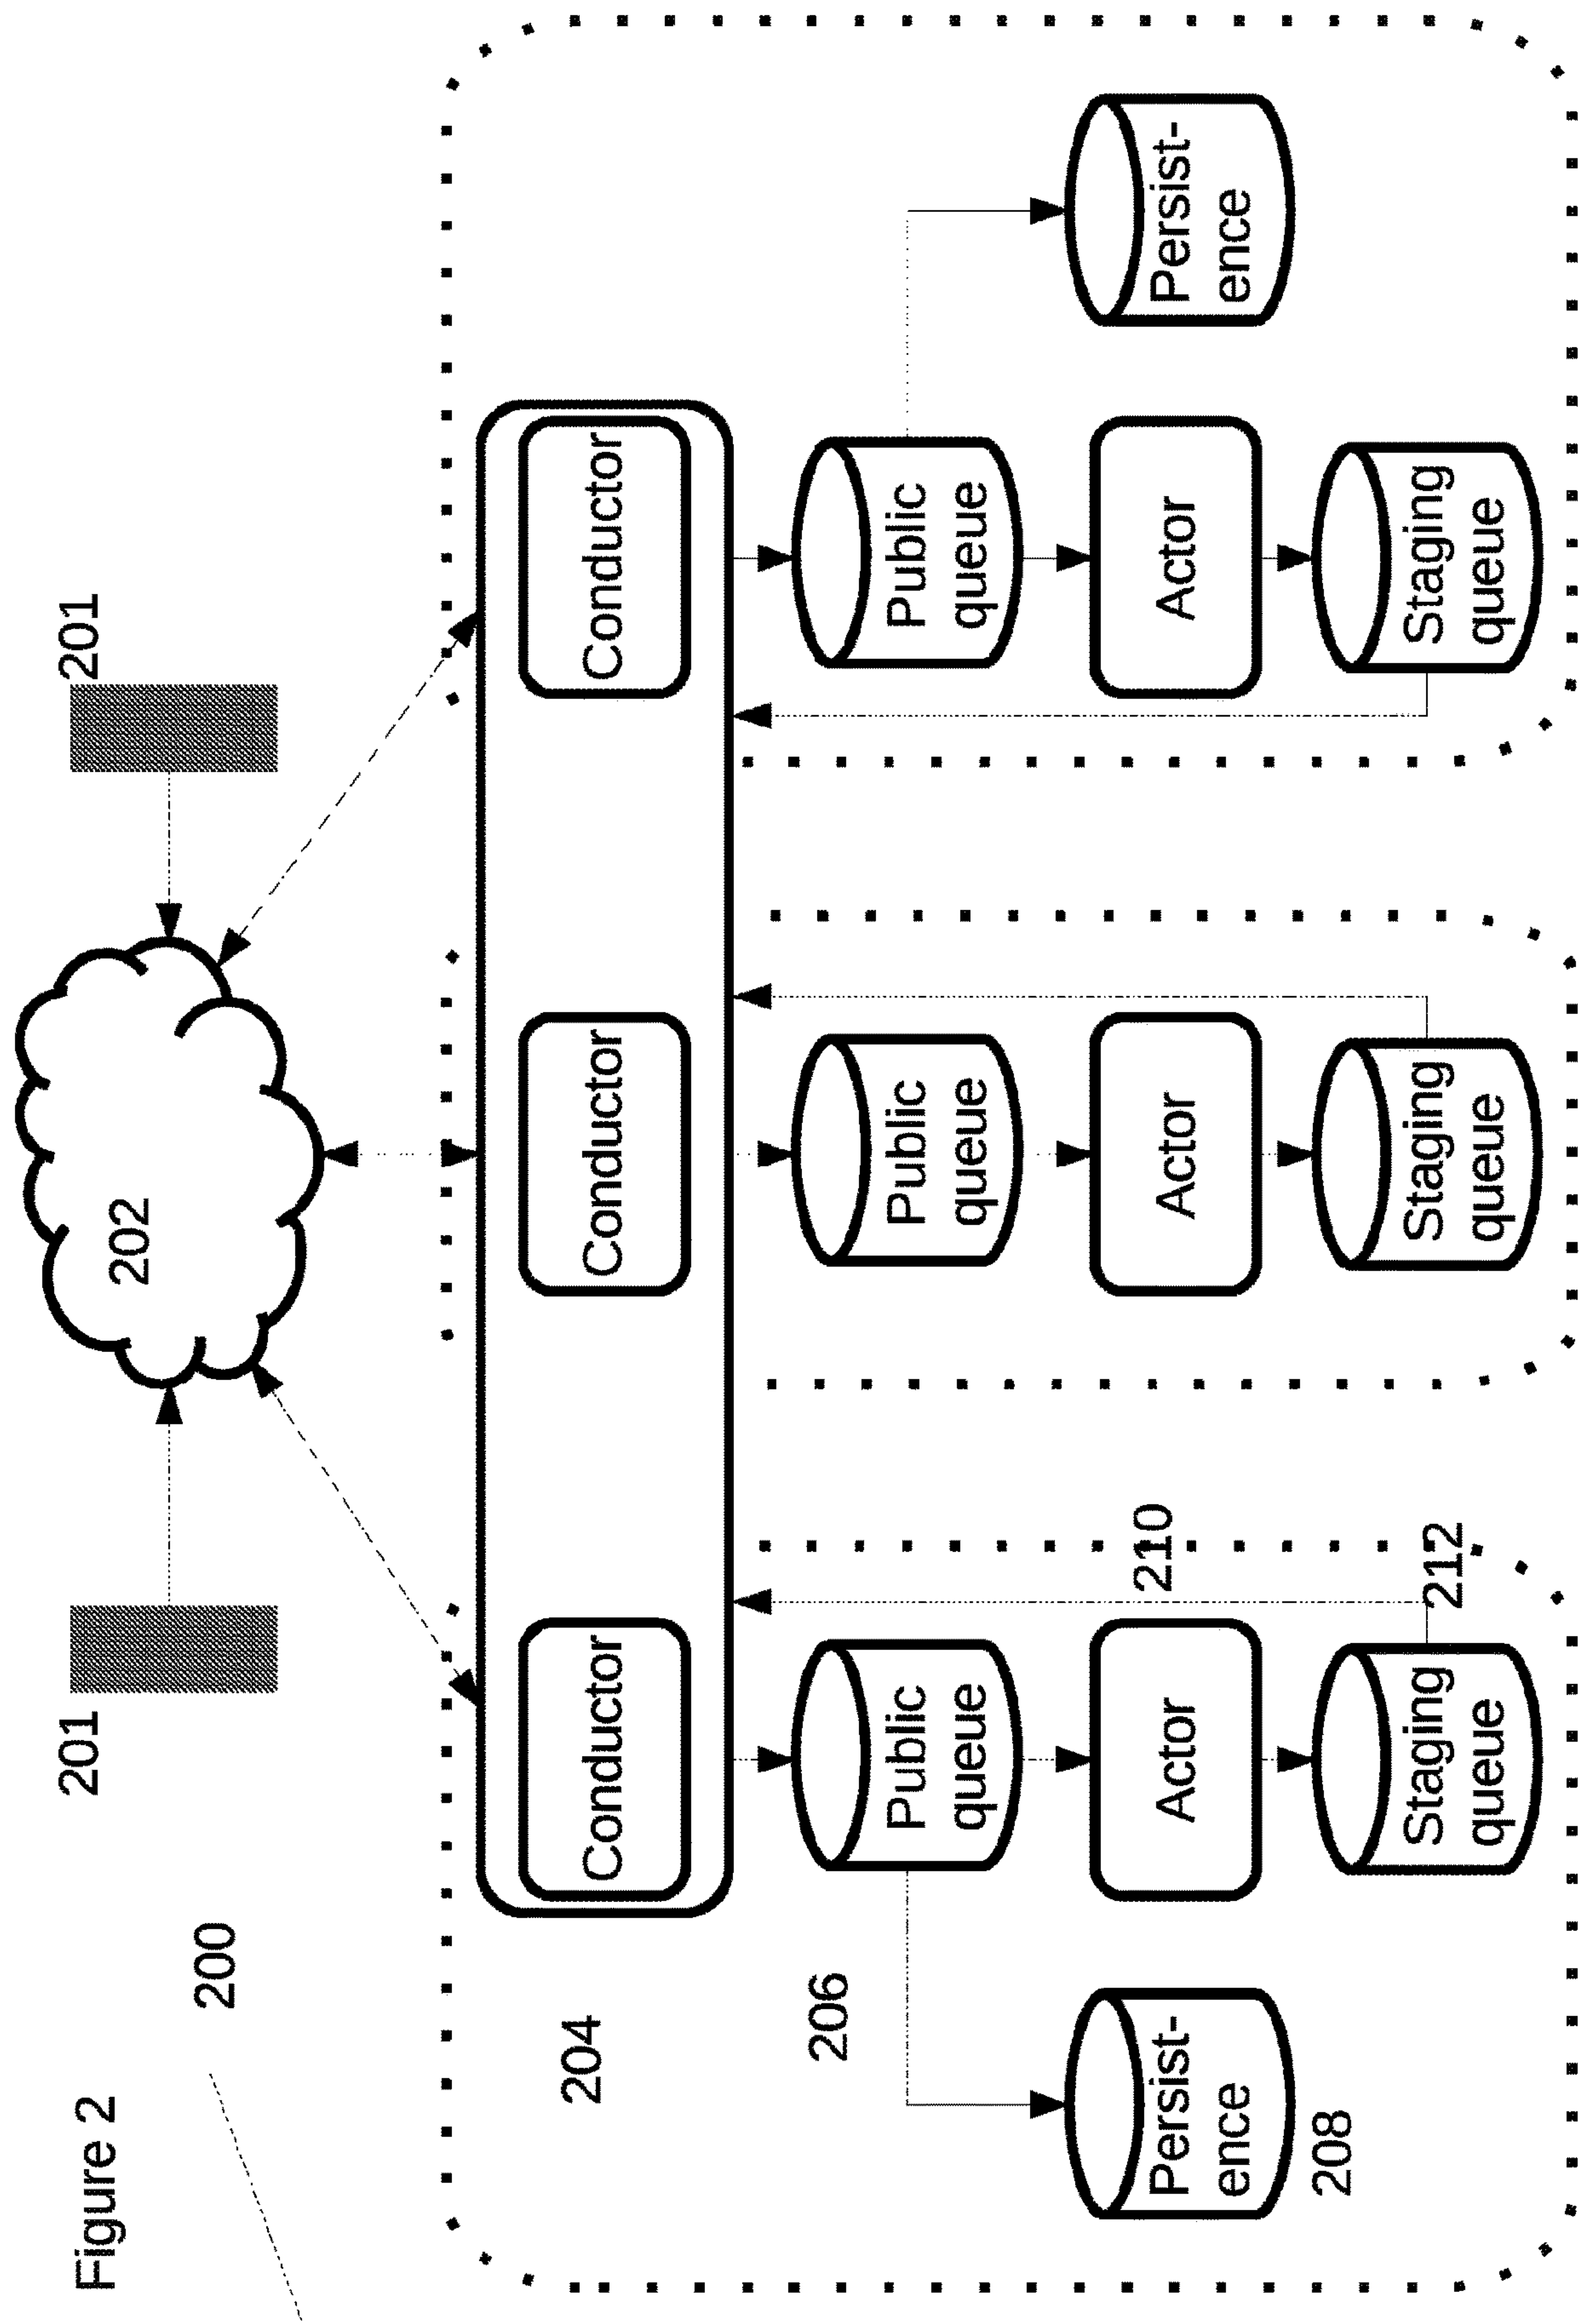 Figure 2
201
201
202
200
204
Conductor
Conductor
Conductor
206
Public
queue
Public
queue
Public
queue
Persist-
ence
208
Actor
210
Actor
Actor
Persist-
ence
Staging
queue
212
Staging
queue
Staging
queue